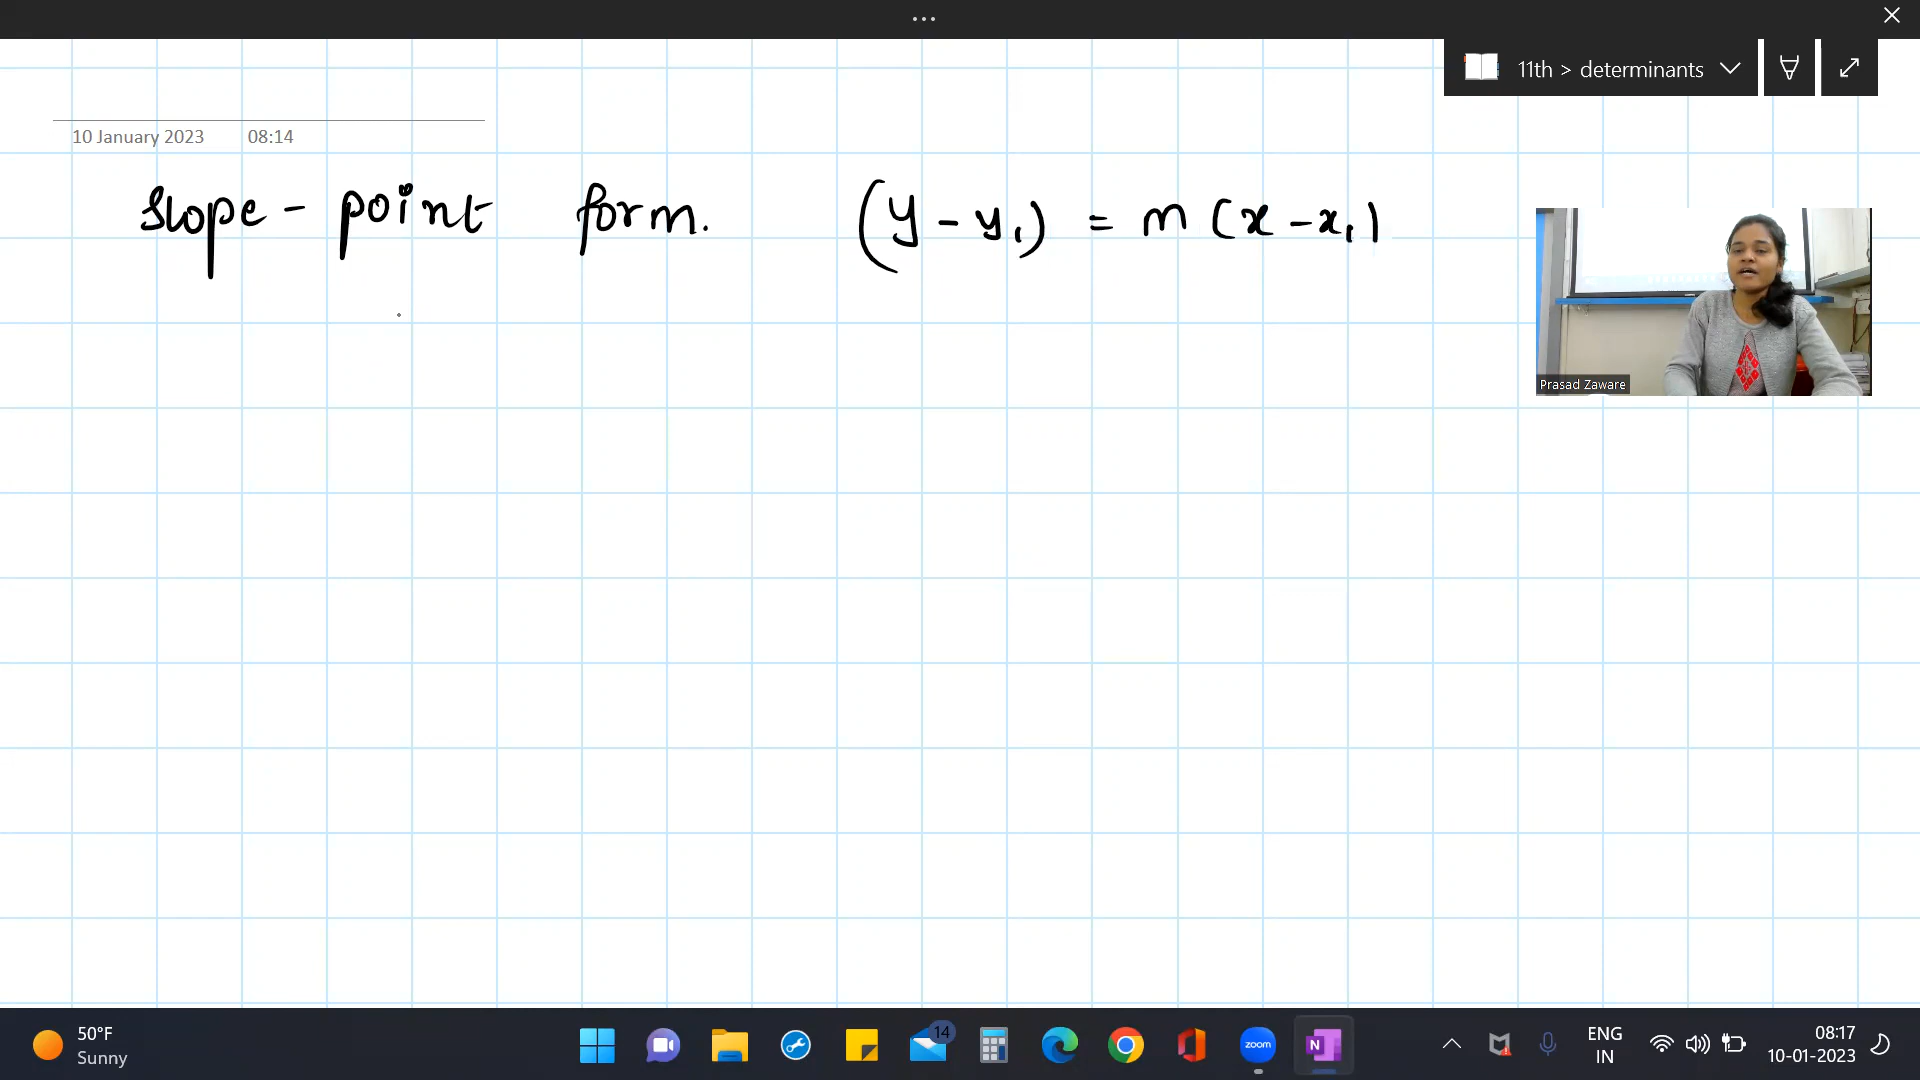 11th > determinants
10 January 2023 08:14
slope - point form. (y - y₁) = m (x - x₁)
Prasad Zaware
50°F
Sunny
14
zoom
N
ENG
IN
08:17
10-01-2023